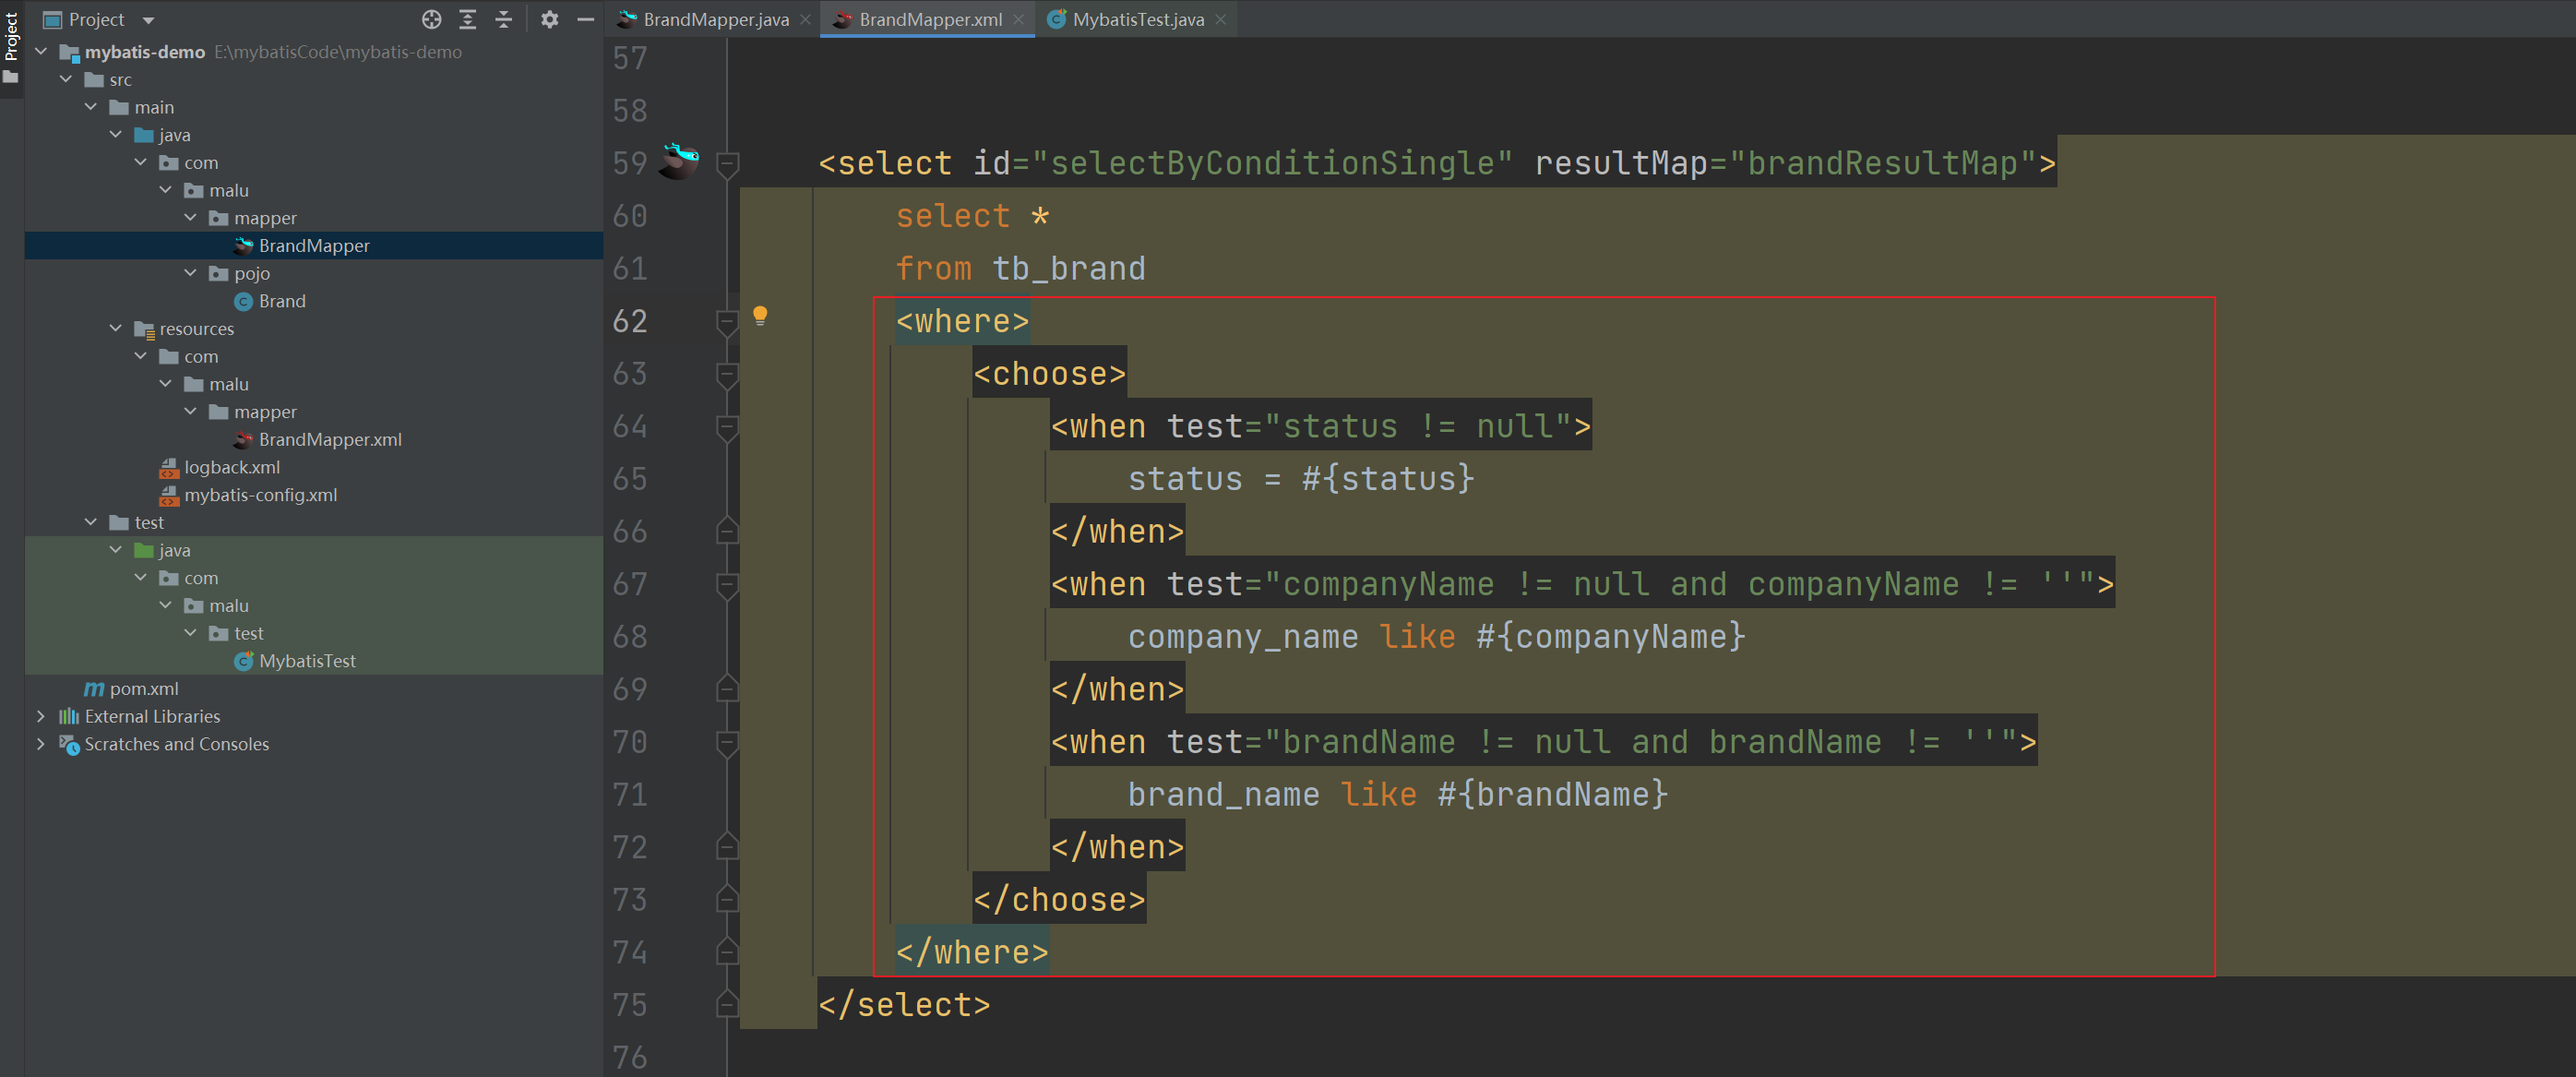 Project
Project
mybatis-demo E:\mybatisCode\mybatis-demo
src
main
java
com
malu
mapper
BrandMapper
pojo
Brand
resources
com
malu
mapper
BrandMapper.xml
logback.xml
mybatis-config.xml
test
java
com
malu
test
MybatisTest
pom.xml
External Libraries
Scratches and Consoles
BrandMapper.java BrandMapper.xml MybatisTest.java
57
58
59 <select id="selectByConditionSingle" resultMap="brandResultMap">
60 select *
61 from tb_brand
62 <where>
63 <choose>
64 <when test="status != null">
65 status = #{status}
66 </when>
67 <when test="companyName != null and companyName != ''">
68 company_name like #{companyName}
69 </when>
70 <when test="brandName != null and brandName != ''">
71 brand_name like #{brandName}
72 </when>
73 </choose>
74 </where>
75 </select>
76